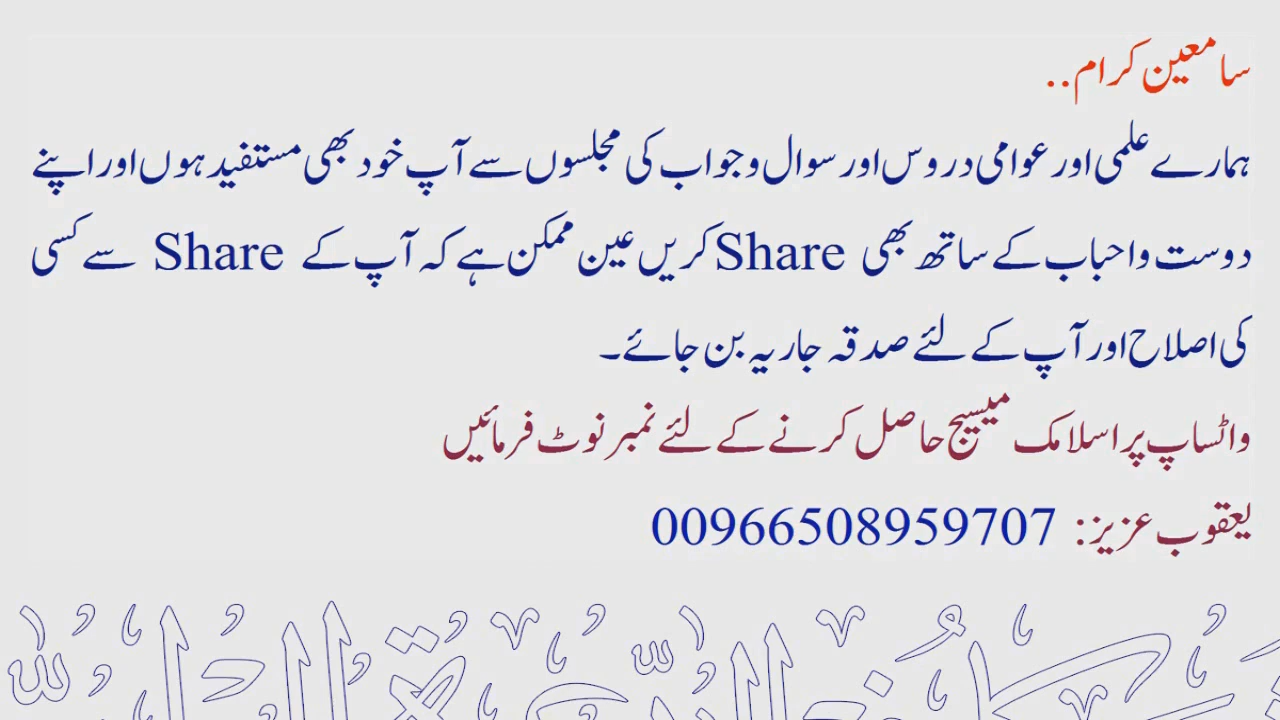 سامعین کرام..
ہمارے علمی اور عوامی دروس اور سوال و جواب کی مجلسوں سے آپ خود بھی مستفید ہوں اور اپنے
دوست و احباب کے ساتھ بھی Share کریں عین ممکن ہے کہ آپ کے Share سے کسی
کی اصلاح اور آپ کے لئے صدقہ جاریہ بن جائے۔
واٹساپ پر اسلامک میسیج حاصل کرنے کے لئے نمبر نوٹ فرمائیں
یعقوب عزیز: 00966508959707